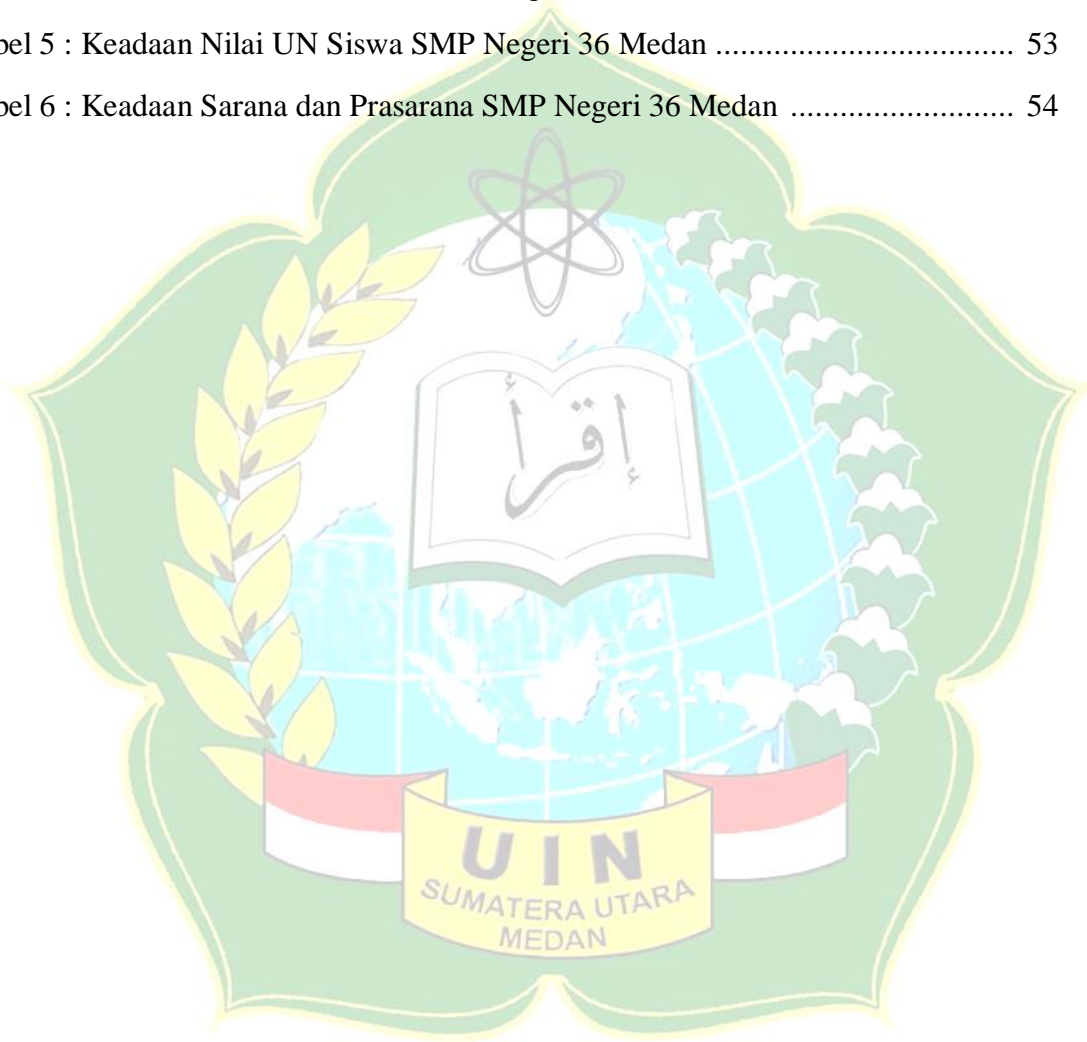 bel 5 : Keadaan Nilai UN Siswa SMP Negeri 36 Medan .................................... 53
bel 6 : Keadaan Sarana dan Prasarana SMP Negeri 36 Medan ........................... 54
إقرأ
UIN
SUMATERA UTARA
MEDAN